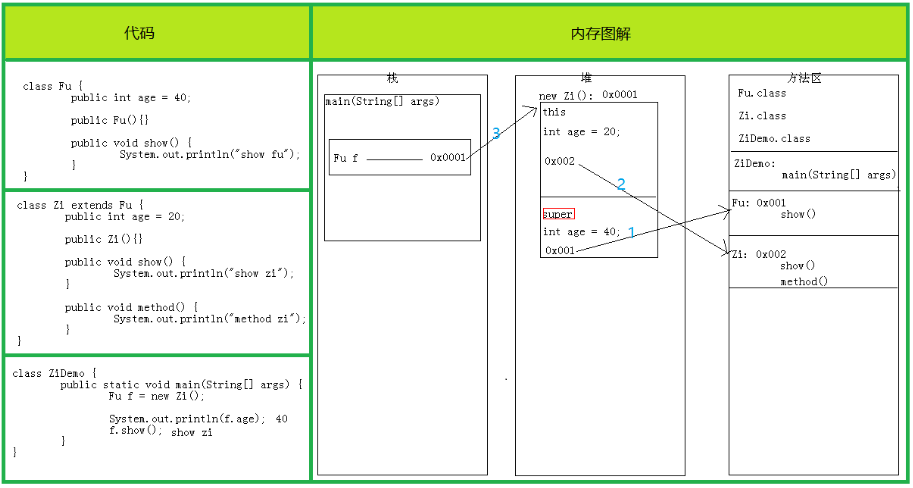 代码
内存图解
class Fu {
public int age = 40;
public Fu(){}
public void show() {
System.out.println("show fu");
}
}
class Zi extends Fu {
public int age = 20;
public Zi(){}
public void show() {
System.out.println("show zi");
}
public void method() {
System.out.println("method zi");
}
}
class ZiDemo {
public static void main(String[] args) {
Fu f = new Zi();
System.out.println(f.age); 40
f.show(); show zi
}
}
栈
main(String[] args)
Fu f 0x0001
3
堆
new Zi(): 0x0001
this
int age = 20;
0x002
2
super
int age = 40;
1
0x001
方法区
Fu.class
Zi.class
ZiDemo.class
ZiDemo:
main(String[] args)
Fu: 0x001
show()
Zi: 0x002
show()
method()